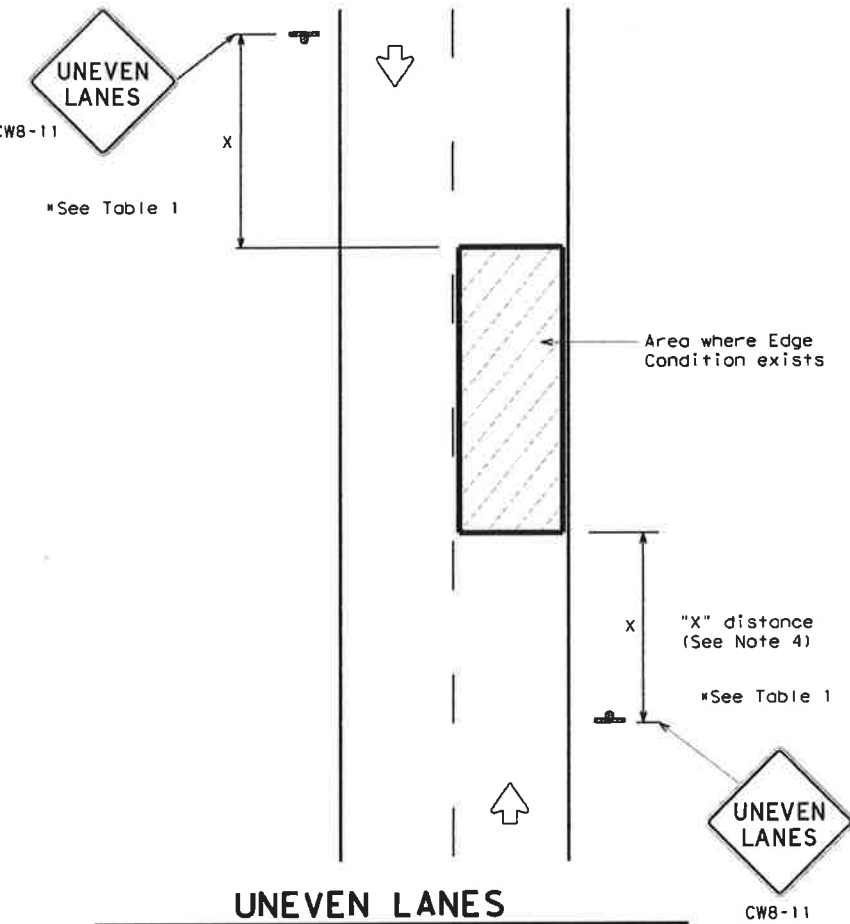 UNEVEN
LANES
CW8-11
X
*See Table 1
Area where Edge
Condition exists
X
"X" distance
(See Note 4)
*See Table 1
UNEVEN
LANES
CW8-11
UNEVEN LANES